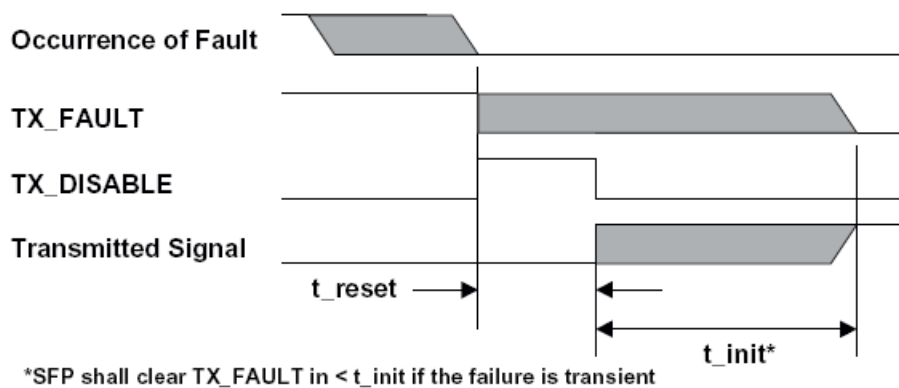 Occurrence of Fault
TX_FAULT
TX_DISABLE
Transmitted Signal
t_reset
t_init*
*SFP shall clear TX_FAULT in < t_init if the failure is transient